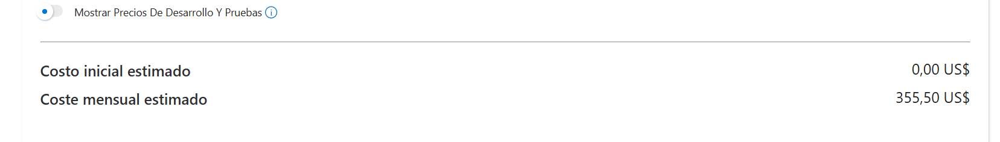 Mostrar Precios De Desarrollo Y Pruebas
Costo inicial estimado 0,00 US$
Coste mensual estimado 355,50 US$